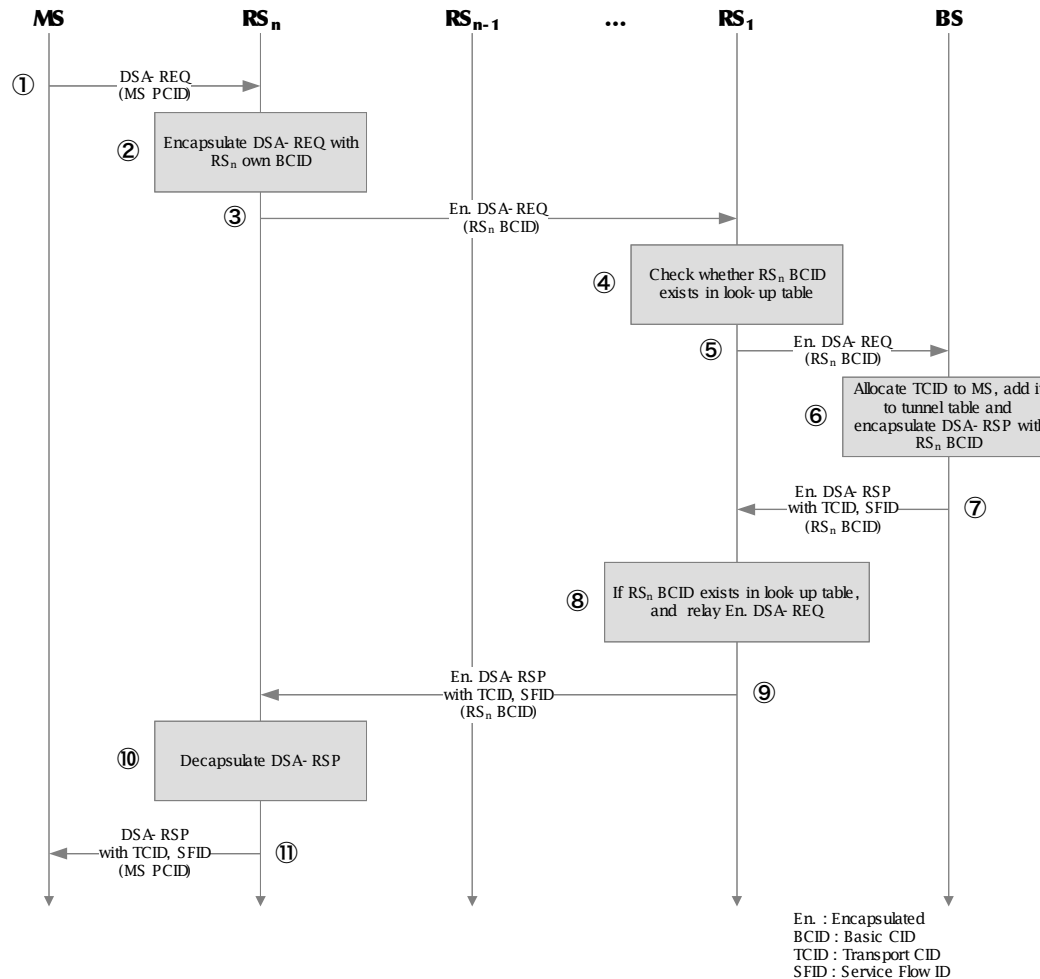 MS RSn RSn-1 ... RS1 BS
①
DSA-REQ
(MS PCID)
②
Encapsulate DSA-REQ with
RSn own BCID
③
En. DSA-REQ
(RSn BCID)
④
Check whether RSn BCID
exists in look-up table
⑤
En. DSA-REQ
(RSn BCID)
⑥
Allocate TCID to MS, add it
to tunnel table and
encapsulate DSA-RSP with
RSn BCID
En. DSA-RSP
with TCID, SFID
(RSn BCID)
⑦
⑧
If RSn BCID exists in look-up table,
and relay En. DSA-REQ
En. DSA-RSP
with TCID, SFID
(RSn BCID)
⑨
⑩
Decapsulate DSA-RSP
DSA-RSP
with TCID, SFID
(MS PCID)
⑪
En. : Encapsulated
BCID : Basic CID
TCID : Transport CID
SFID : Service Flow ID